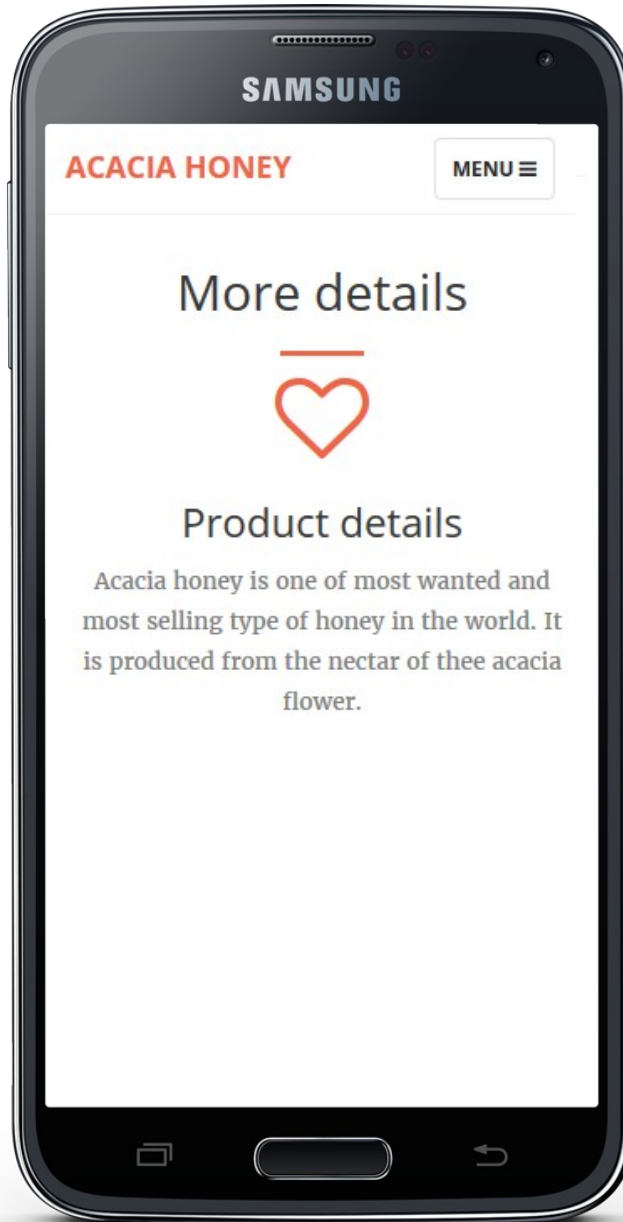 SAMSUNG
ACACIA HONEY
MENU
More details
Product details
Acacia honey is one of most wanted and
most selling type of honey in the world. It
is produced from the nectar of thee acacia
flower.